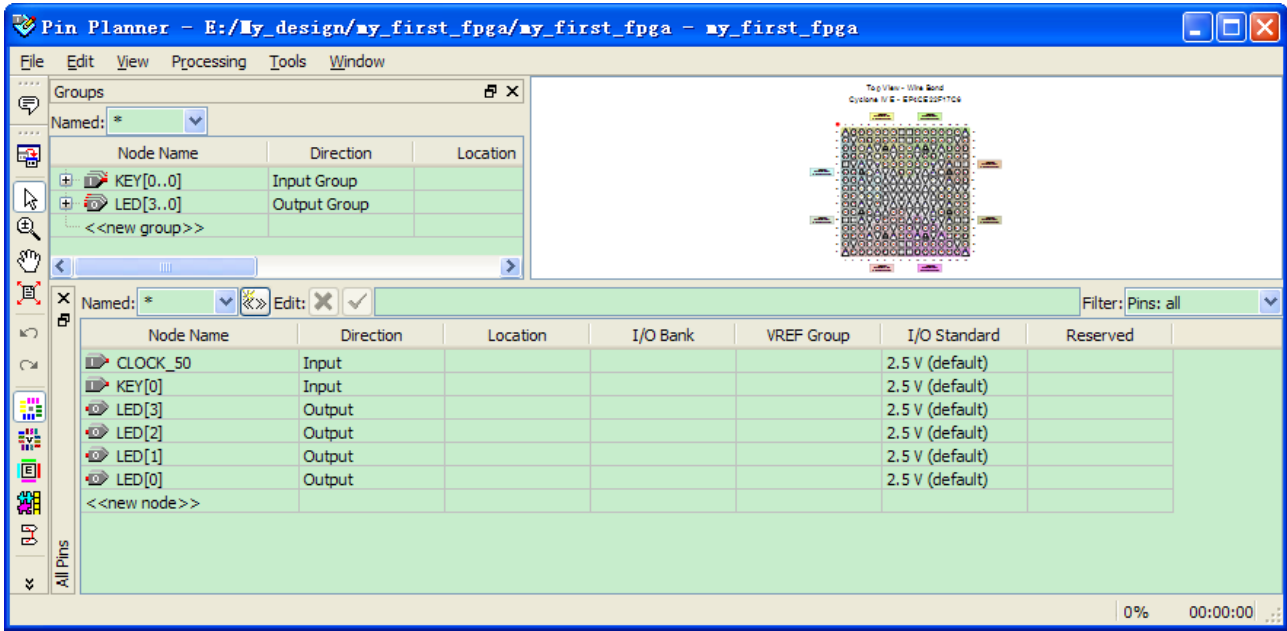 Pin Planner - E:/My_design/my_first_fpga/my_first_fpga - my_first_fpga
File Edit View Processing Tools Window
Groups
Named: *
Node Name Direction Location
KEY[0..0] Input Group
LED[3..0] Output Group
<<new group>>
Top View - Wire Bond
Cyclone IV E - EP4CE22F17C6
Named: * Edit: Filter: Pins: all
Node Name Direction Location I/O Bank VREF Group I/O Standard Reserved
CLOCK_50 Input 2.5 V (default)
KEY[0] Input 2.5 V (default)
LED[3] Output 2.5 V (default)
LED[2] Output 2.5 V (default)
LED[1] Output 2.5 V (default)
LED[0] Output 2.5 V (default)
<<new node>>
All Pins
0% 00:00:00